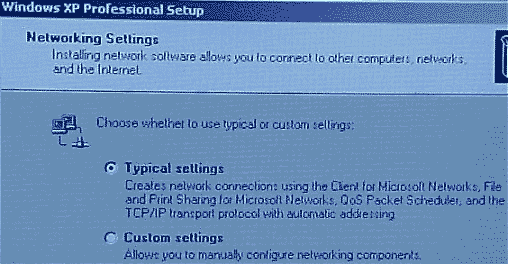 Windows XP Professional Setup
Networking Settings
Installing network software allows you to connect to other computers, networks,
and the Internet.
Choose whether to use typical or custom settings:
Typical settings
Creates network connections using the Client for Microsoft Networks, File
and Print Sharing for Microsoft Networks, QoS Packet Scheduler, and the
TCP/IP transport protocol with automatic addressing.
Custom settings
Allows you to manually configure networking components.